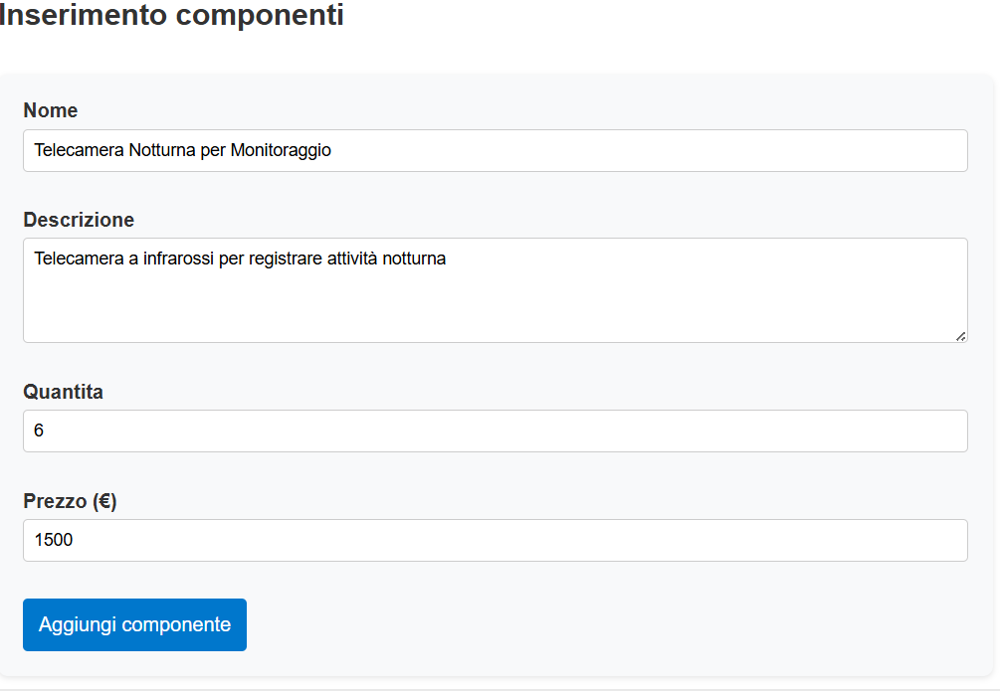 Inserimento componenti
Nome
Telecamera Notturna per Monitoraggio
Descrizione
Telecamera a infrarossi per registrare attività notturna
Quantita
6
Prezzo (€)
1500
Aggiungi componente